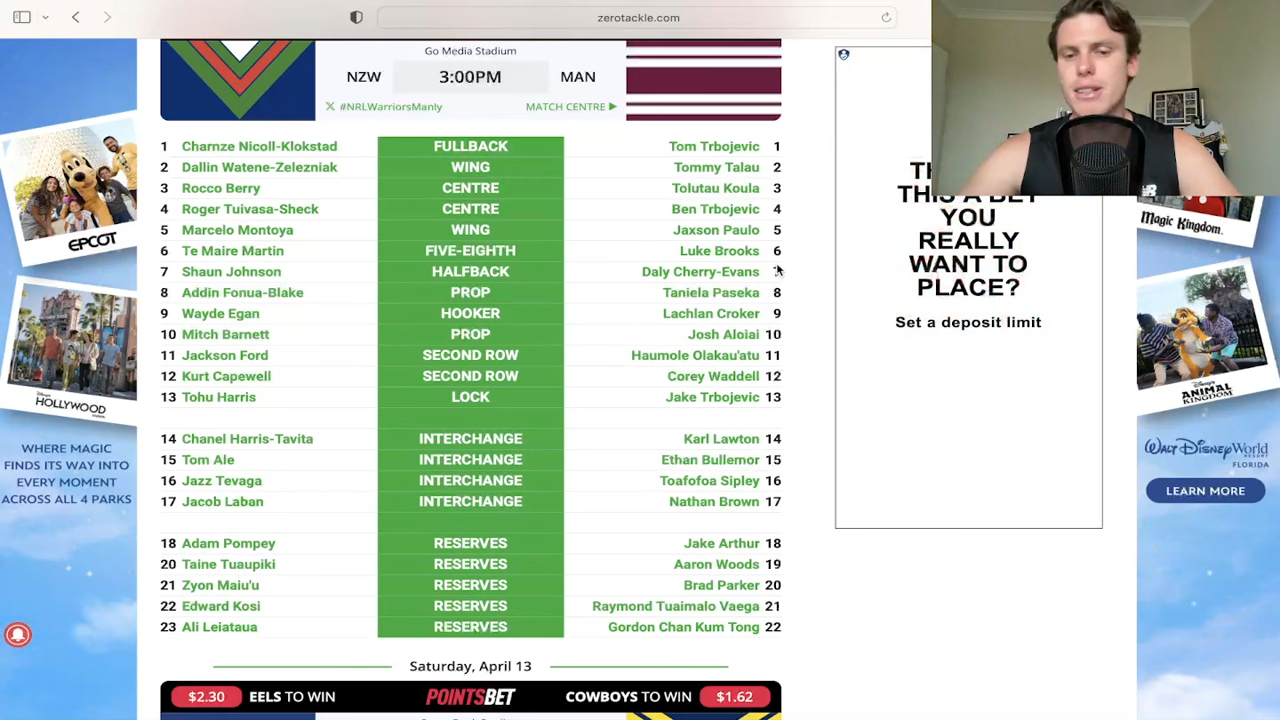 zerotackle.com
Go Media Stadium
NZW 3:00PM MAN
#NRLWarriorsManly MATCH CENTRE
1 Charnze Nicoll-Klokstad FULLBACK Tom Trbojevic 1
2 Dallin Watene-Zelezniak WING Tommy Talau 2
3 Rocco Berry CENTRE Tolutau Koula 3
4 Roger Tuivasa-Sheck CENTRE Ben Trbojevic 4
5 Marcelo Montoya WING Jaxson Paulo 5
6 Te Maire Martin FIVE-EIGHTH Luke Brooks 6
7 Shaun Johnson HALFBACK Daly Cherry-Evans
8 Addin Fonua-Blake PROP Taniela Paseka 8
9 Wayde Egan HOOKER Lachlan Croker 9
10 Mitch Barnett PROP Josh Aloiai 10
11 Jackson Ford SECOND ROW Haumole Olakau'atu 11
12 Kurt Capewell SECOND ROW Corey Waddell 12
13 Tohu Harris LOCK Jake Trbojevic 13
14 Chanel Harris-Tavita INTERCHANGE Karl Lawton 14
15 Tom Ale INTERCHANGE Ethan Bullemor 15
16 Jazz Tevaga INTERCHANGE Toafofoa Sipley 16
17 Jacob Laban INTERCHANGE Nathan Brown 17
18 Adam Pompey RESERVES Jake Arthur 18
20 Taine Tuaupiki RESERVES Aaron Woods 19
21 Zyon Maiu'u RESERVES Brad Parker 20
22 Edward Kosi RESERVES Raymond Tuaimalo Vaega 21
23 Ali Leiataua RESERVES Gordon Chan Kum Tong 22
Saturday, April 13
$2.30 EELS TO WIN POINTSBET COWBOYS TO WIN $1.62
EPCOT
DISNEY'S
HOLLYWOOD
STUDIOS
WHERE MAGIC
FINDS ITS WAY INTO
EVERY MOMENT
ACROSS ALL 4 PARKS
THIS A BET
YOU
REALLY
WANT TO
PLACE?
Set a deposit limit
Magic Kingdom
DISNEY'S
ANIMAL
KINGDOM
WALT DISNEY World
RESORT
FLORIDA
LEARN MORE